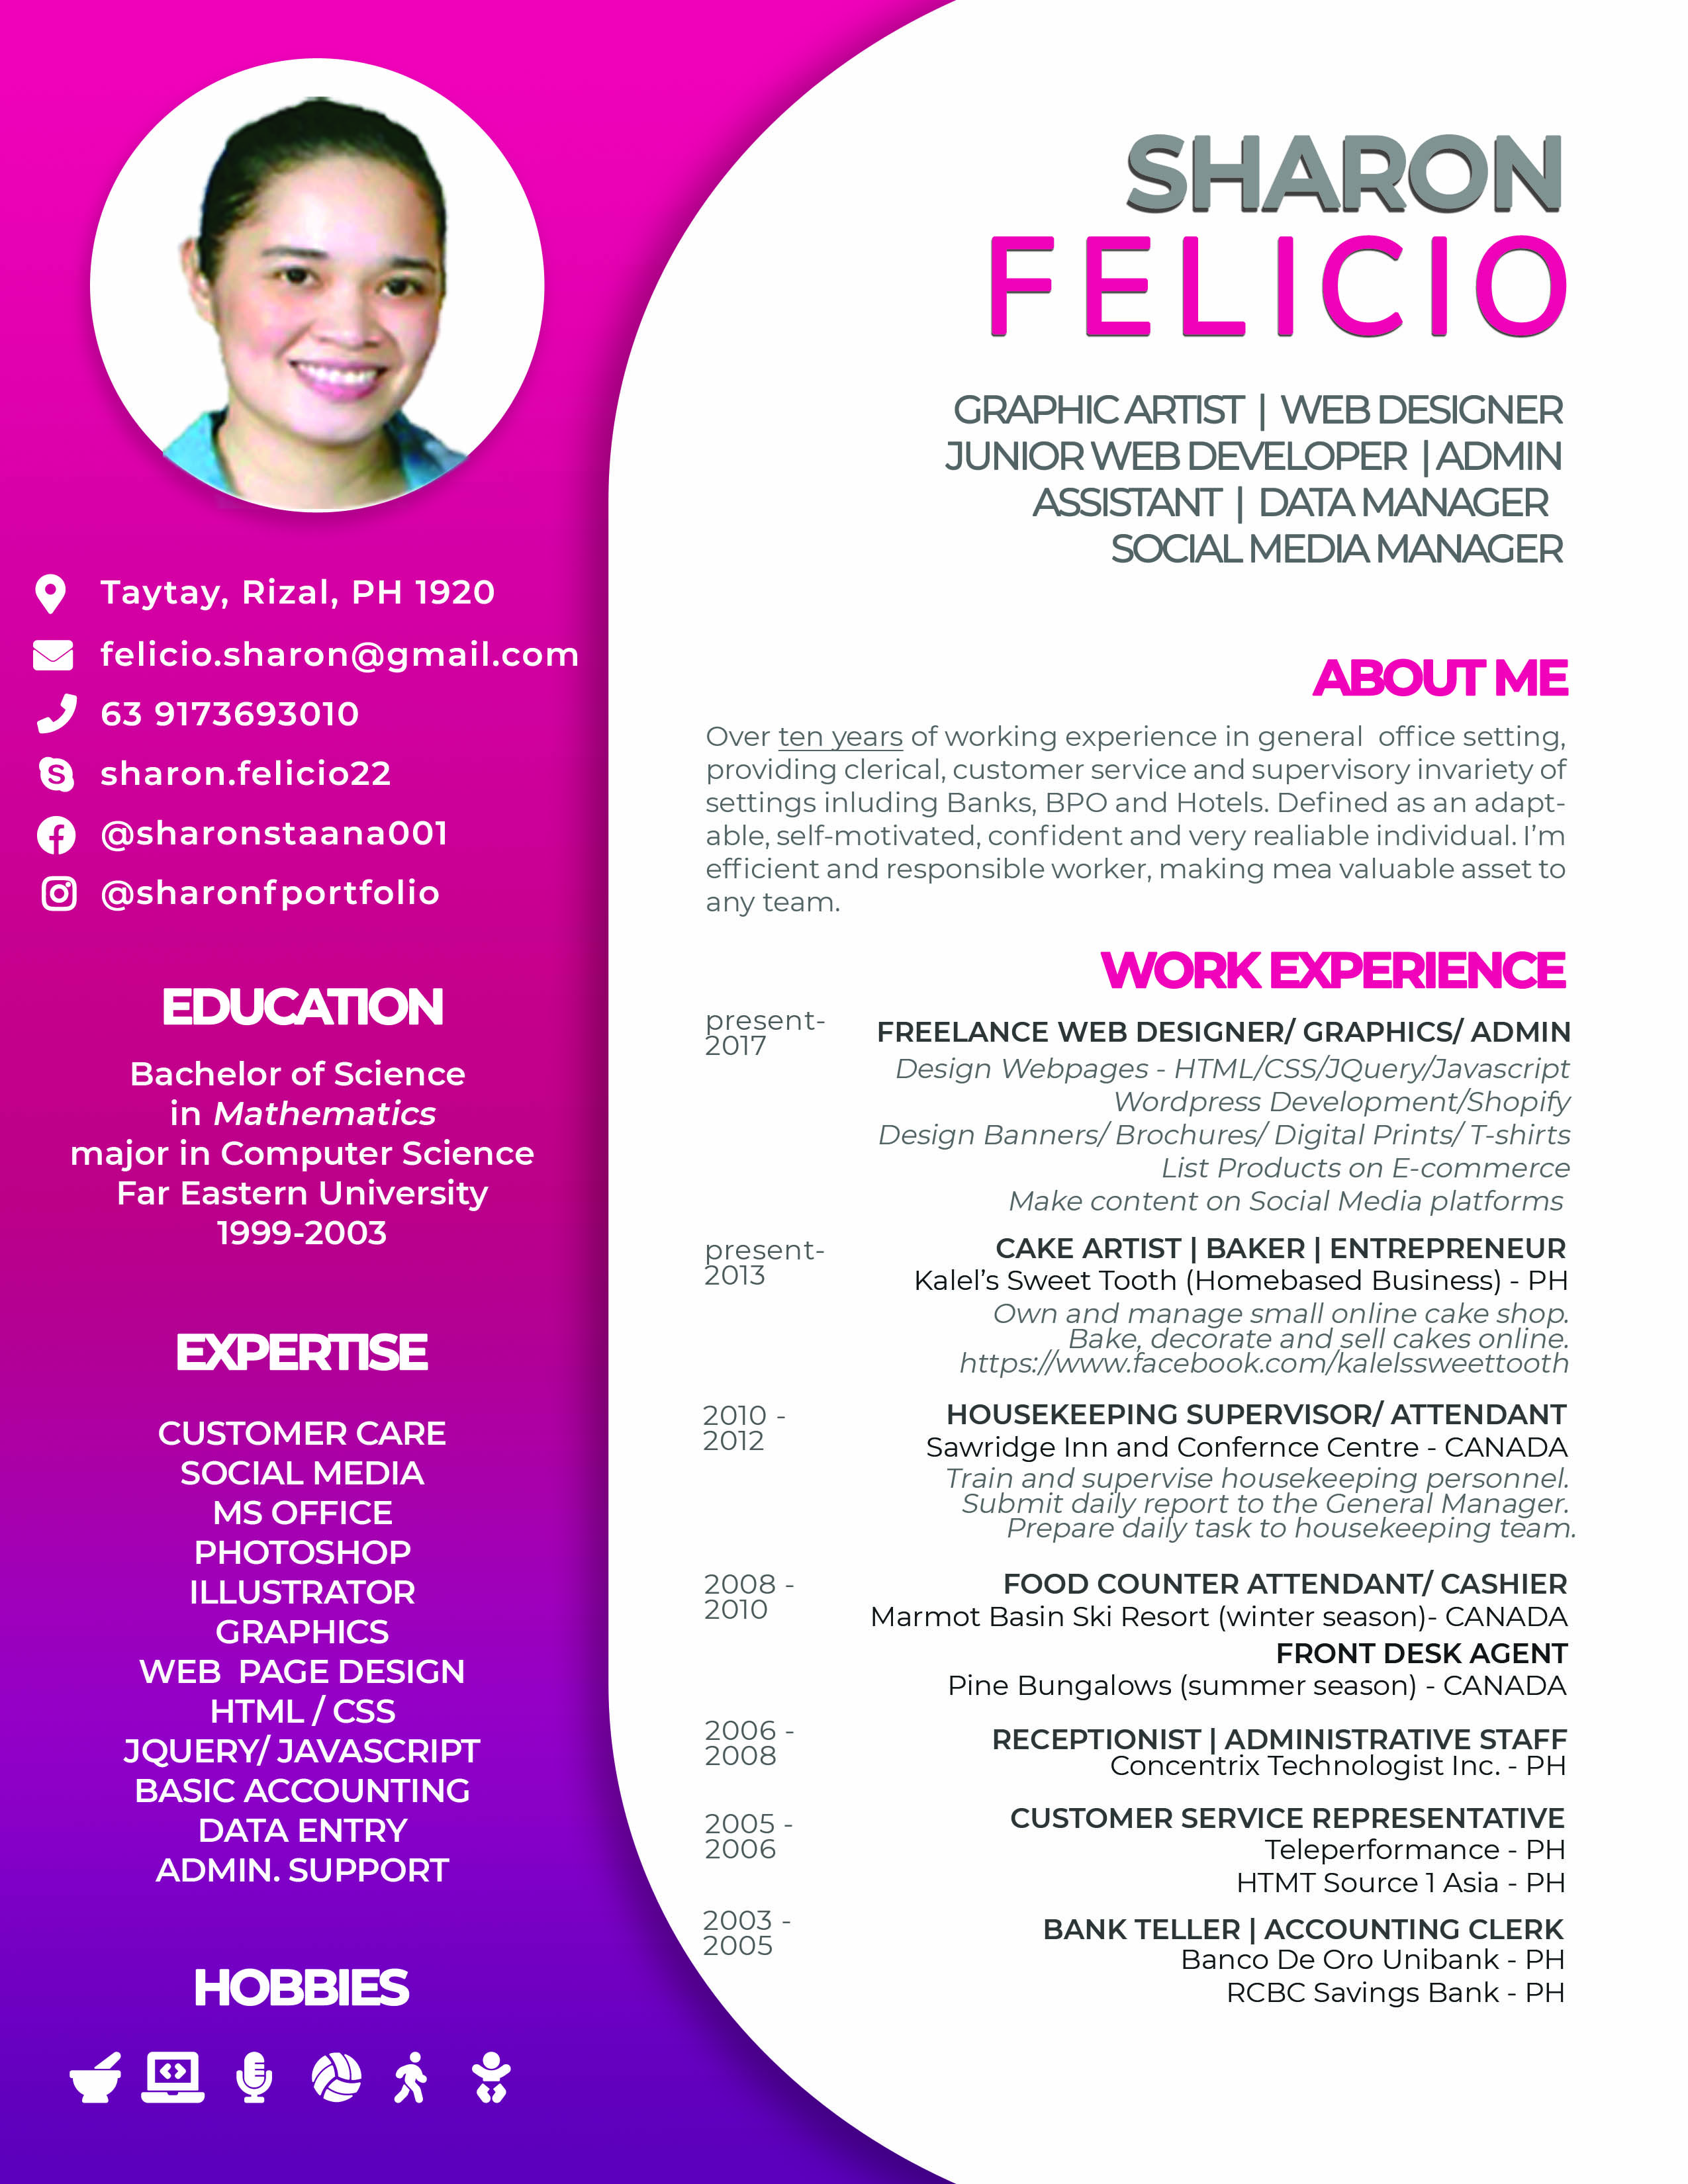 SHARON
FELICIO
GRAPHIC ARTIST | WEB DESIGNER
JUNIOR WEB DEVELOPER | ADMIN
ASSISTANT | DATA MANAGER
SOCIAL MEDIA MANAGER
Taytay, Rizal, PH 1920
felicio.sharon@gmail.com
63 9173693010
sharon.felicio22
@sharonstaana001
@sharonfportfolio
EDUCATION
Bachelor of Science
in Mathematics
major in Computer Science
Far Eastern University
1999-2003
EXPERTISE
CUSTOMER CARE
SOCIAL MEDIA
MS OFFICE
PHOTOSHOP
ILLUSTRATOR
GRAPHICS
WEB PAGE DESIGN
HTML / CSS
JQUERY/ JAVASCRIPT
BASIC ACCOUNTING
DATA ENTRY
ADMIN. SUPPORT
HOBBIES
ABOUT ME
Over ten years of working experience in general office setting,
providing clerical, customer service and supervisory invariety of
settings inluding Banks, BPO and Hotels. Defined as an adapt-
able, self-motivated, confident and very realiable individual. I'm
efficient and responsible worker, making mea valuable asset to
any team.
WORK EXPERIENCE
present-
2017
FREELANCE WEB DESIGNER/ GRAPHICS/ ADMIN
Design Webpages - HTML/CSS/JQuery/Javascript
Wordpress Development/Shopify
Design Banners/ Brochures/ Digital Prints/ T-shirts
List Products on E-commerce
Make content on Social Media platforms
present-
2013
CAKE ARTIST | BAKER | ENTREPRENEUR
Kalel's Sweet Tooth (Homebased Business) - PH
Own and manage small online cake shop.
Bake, decorate and sell cakes online.
https://www.facebook.com/kalelssweettooth
2010 -
2012
HOUSEKEEPING SUPERVISOR/ ATTENDANT
Sawridge Inn and Confernce Centre - CANADA
Train and supervise housekeeping personnel.
Submit daily report to the General Manager.
Prepare daily task to housekeeping team.
2008 -
2010
FOOD COUNTER ATTENDANT/ CASHIER
Marmot Basin Ski Resort (winter season)- CANADA
FRONT DESK AGENT
Pine Bungalows (summer season) - CANADA
2006 -
2008
RECEPTIONIST | ADMINISTRATIVE STAFF
Concentrix Technologist Inc. - PH
2005 -
2006
CUSTOMER SERVICE REPRESENTATIVE
Teleperformance - PH
HTMT Source 1 Asia - PH
2003 -
2005
BANK TELLER | ACCOUNTING CLERK
Banco De Oro Unibank - PH
RCBC Savings Bank - PH